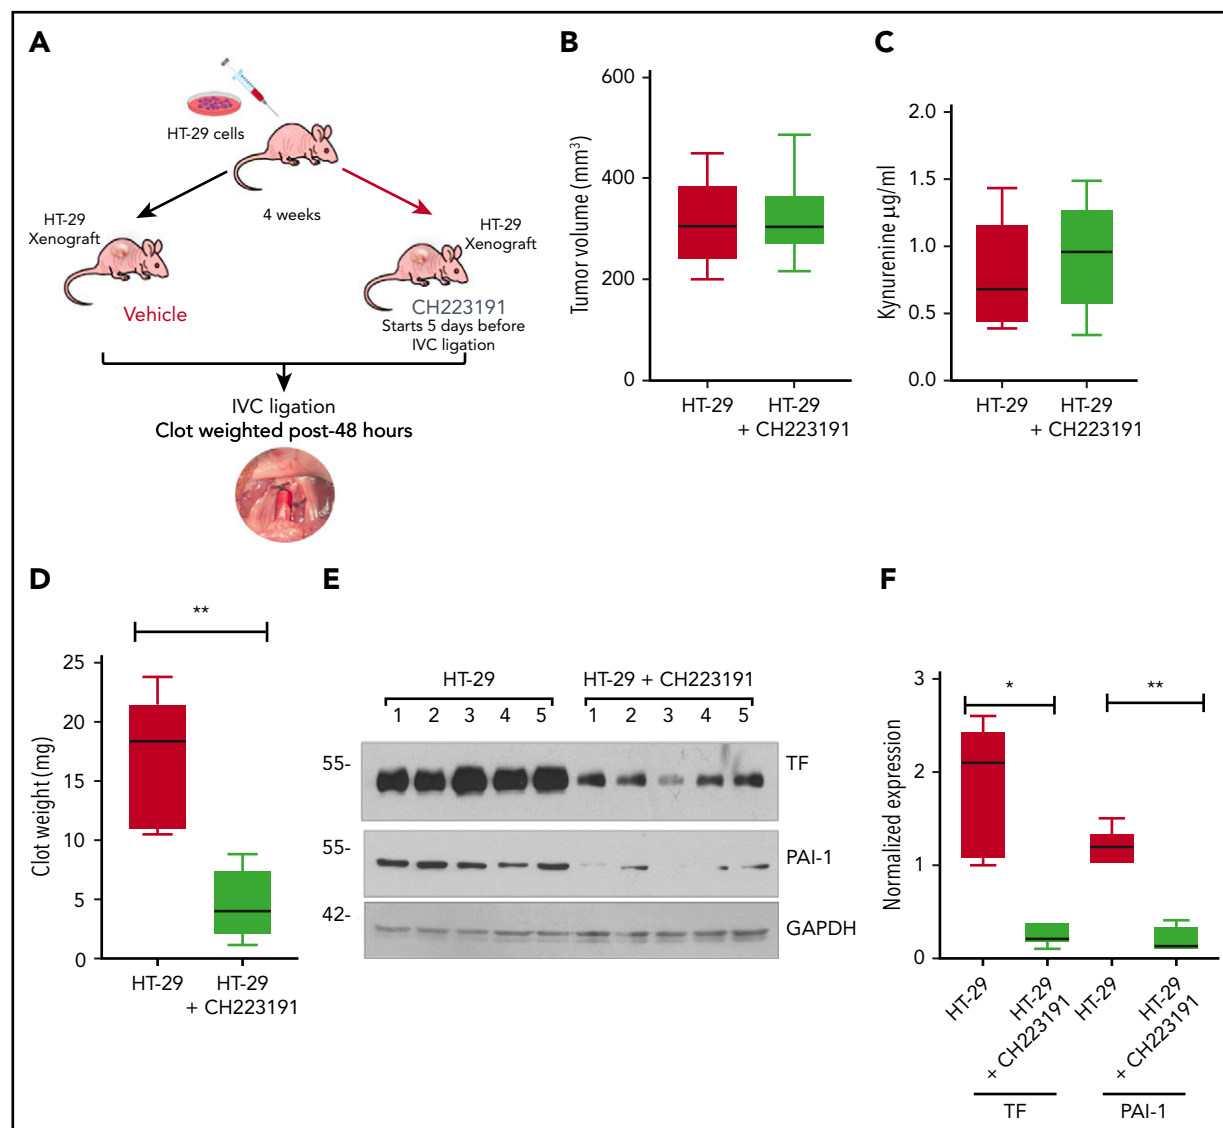 A
HT-29 cells
4 weeks
HT-29
Xenograft
HT-29
Xenograft
Vehicle
CH223191
Starts 5 days before
IVC ligation
IVC ligation
Clot weighted post-48 hours
B
Tumor volume (mm³)
600
400
200
0
HT-29
HT-29
+ CH223191
C
Kynurenine µg/ml
2.0
1.5
1.0
0.5
0.0
HT-29
HT-29
+ CH223191
D
**
Clot weight (mg)
25
20
15
10
5
0
HT-29
HT-29
+ CH223191
E
HT-29
HT-29 + CH223191
1 2 3 4 5 1 2 3 4 5
55-
TF
55-
PAI-1
42-
GAPDH
F
Normalized expression
3
2
1
0
*
**
HT-29
HT-29
+ CH223191
HT-29
HT-29
+ CH223191
TF
PAI-1